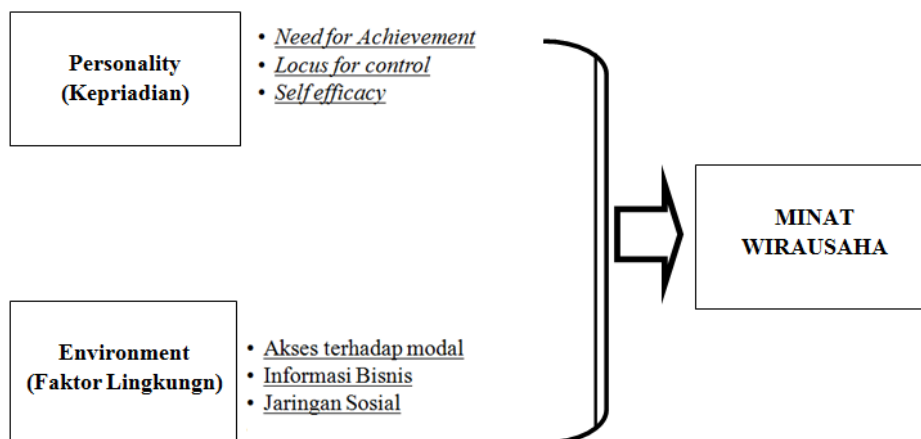 Personality
(Kepriadian)
• Need for Achievement
• Locus for control
• Self efficacy
MINAT
WIRAUSAHA
Environment
(Faktor Lingkungn)
• Akses terhadap modal
• Informasi Bisnis
• Jaringan Sosial